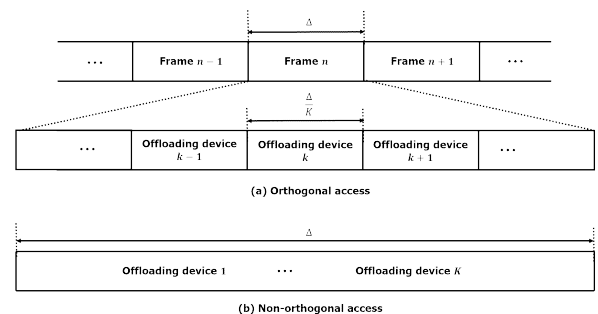 Δ
··· Frame n − 1 Frame n Frame n + 1 ···
Δ/K
··· Offloading device k − 1 Offloading device k Offloading device k + 1 ···
(a) Orthogonal access
Δ
Offloading device 1 ··· Offloading device K
(b) Non-orthogonal access